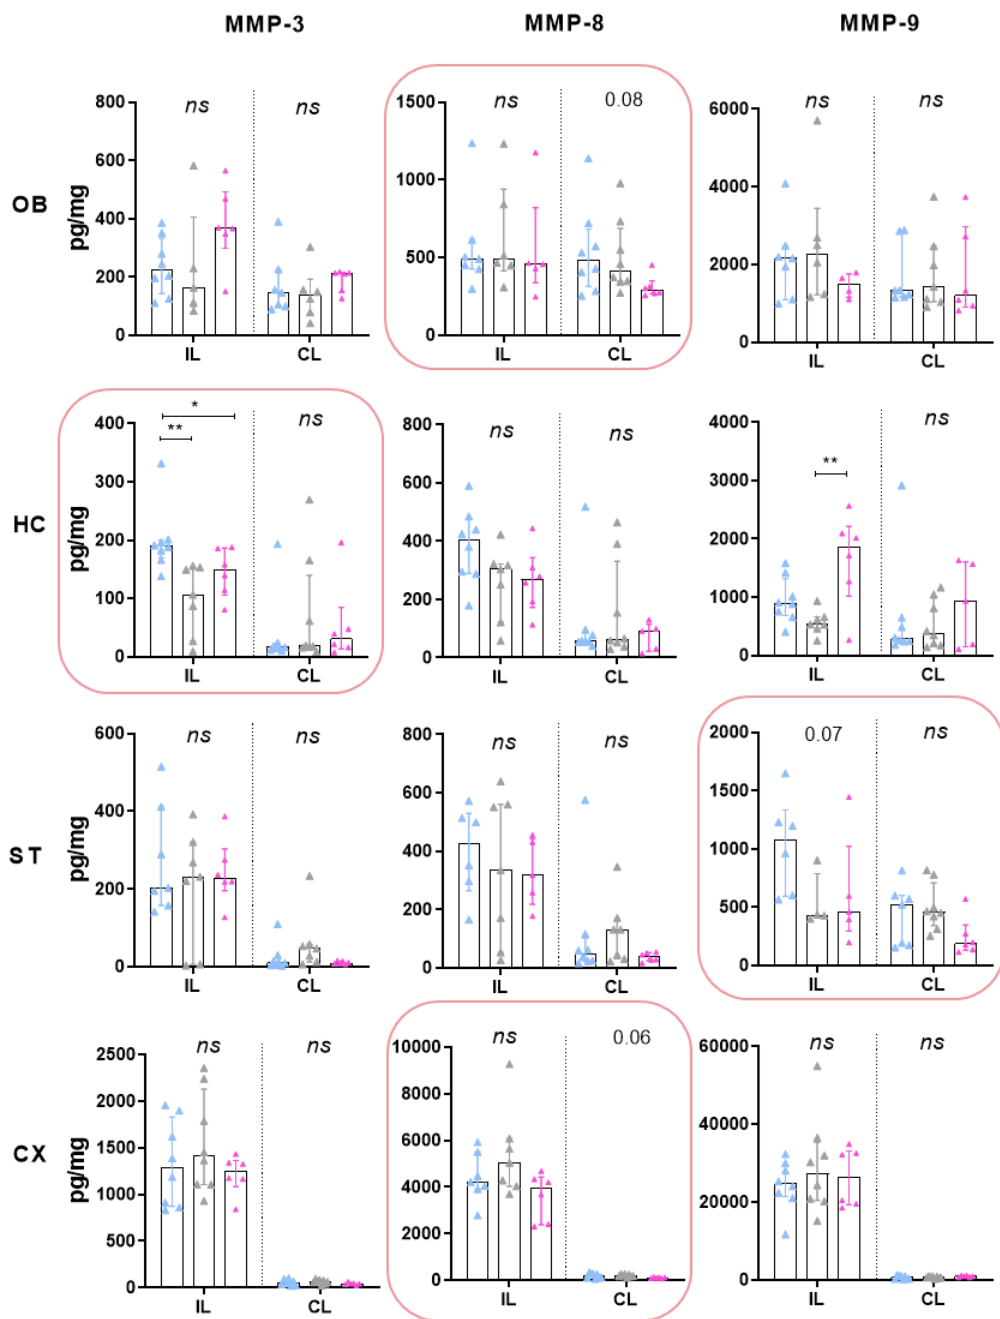 MMP-3 MMP-8 MMP-9
OB
pg/mg
800
600
400
200
0
ns ns
IL CL
1500
1000
500
0
ns 0.08
IL CL
6000
4000
2000
0
ns ns
IL CL
HC
pg/mg
400
300
200
100
0
*
**
ns
IL CL
800
600
400
200
0
ns ns
IL CL
4000
3000
2000
1000
0
**
ns
IL CL
ST
pg/mg
600
400
200
0
ns ns
IL CL
800
600
400
200
0
ns ns
IL CL
2000
1500
1000
500
0
0.07 ns
IL CL
CX
pg/mg
2500
2000
1500
1000
500
0
ns ns
IL CL
10000
8000
6000
4000
2000
0
ns 0.06
IL CL
60000
40000
20000
0
ns ns
IL CL